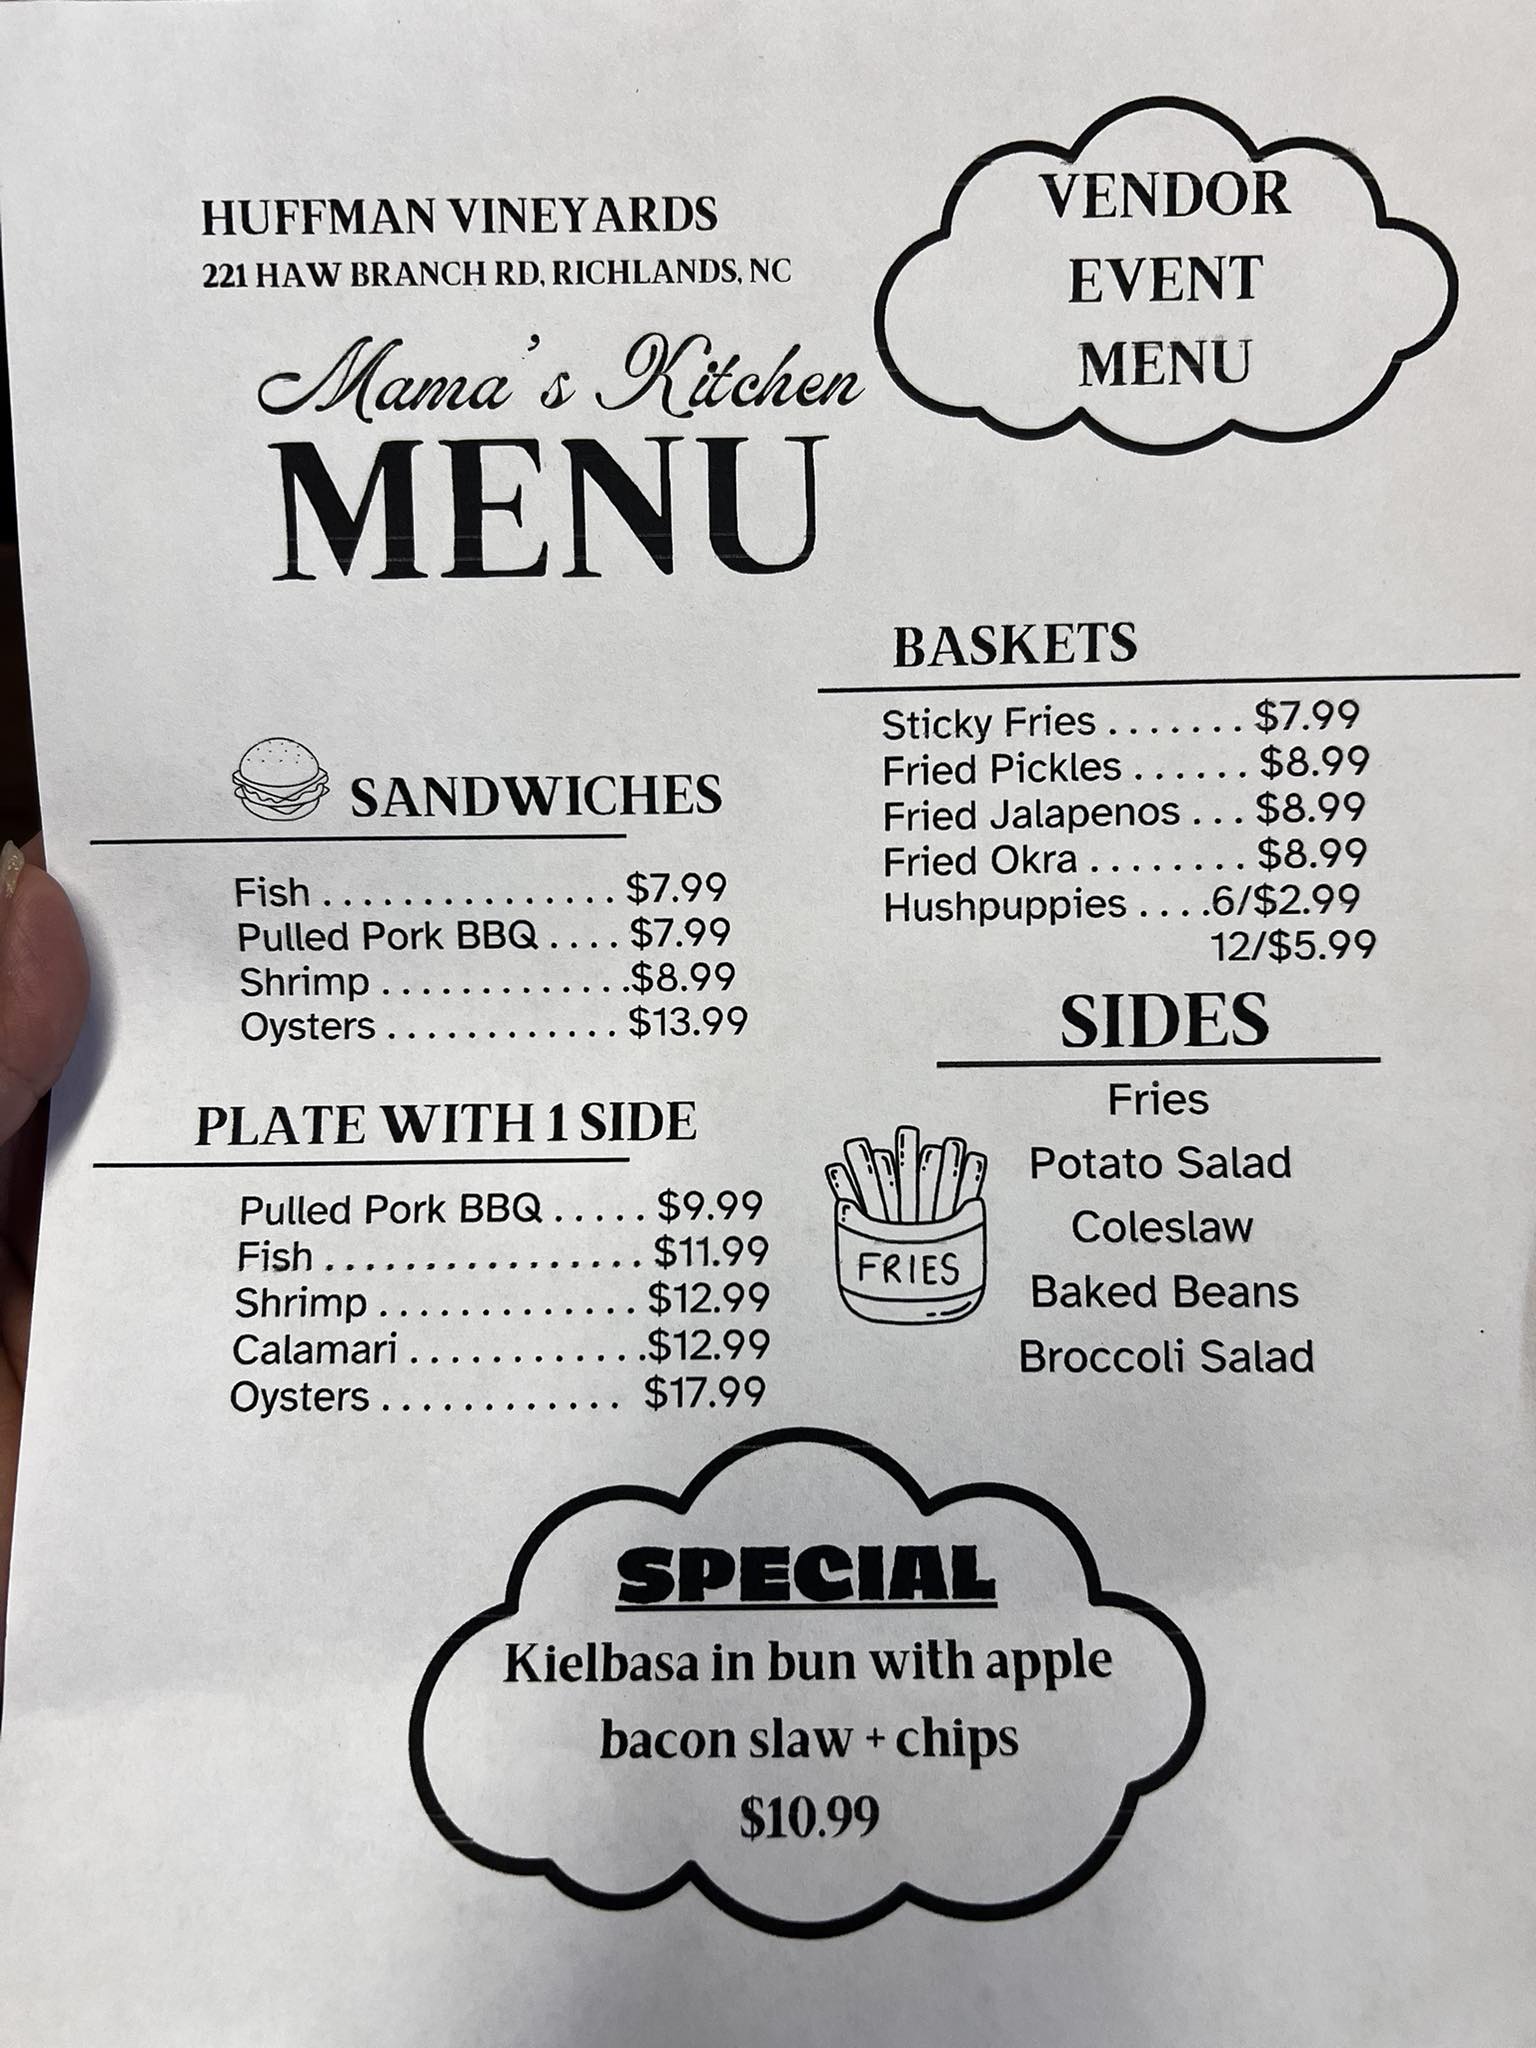 HUFFMAN VINEYARDS
221 HAW BRANCH RD, RICHLANDS, NC
Mama's Kitchen
MENU
VENDOR
EVENT
MENU
SANDWICHES
Fish ............... $7.99
Pulled Pork BBQ .... $7.99
Shrimp .............$8.99
Oysters ............ $13.99
PLATE WITH 1 SIDE
Pulled Pork BBQ ..... $9.99
Fish ................ $11.99
Shrimp ............. $12.99
Calamari ............$12.99
Oysters ............ $17.99
BASKETS
Sticky Fries ....... $7.99
Fried Pickles ...... $8.99
Fried Jalapenos ... $8.99
Fried Okra ........ $8.99
Hushpuppies ....6/$2.99
12/$5.99
SIDES
Fries
Potato Salad
Coleslaw
Baked Beans
Broccoli Salad
FRIES
SPECIAL
Kielbasa in bun with apple
bacon slaw + chips
$10.99